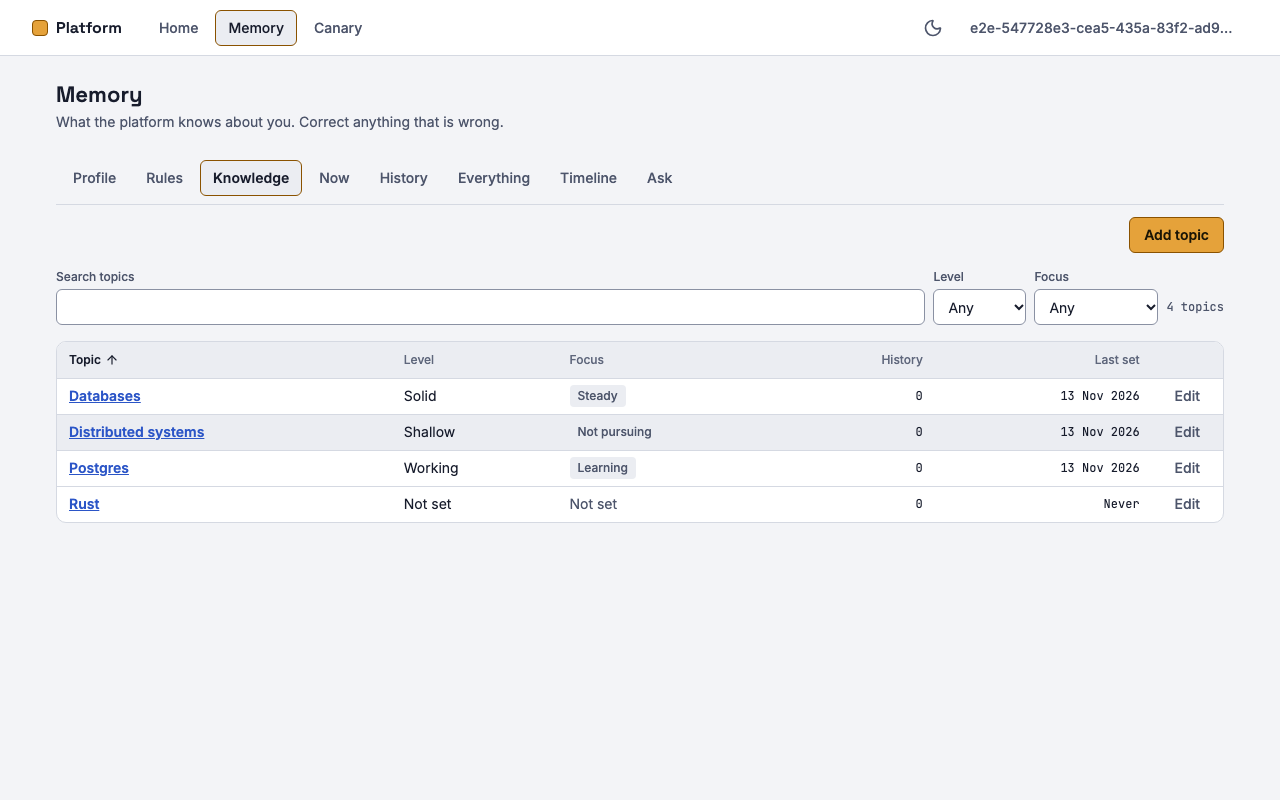 Platform Home Memory Canary e2e-547728e3-cea5-435a-83f2-ad9...
Memory
What the platform knows about you. Correct anything that is wrong.
Profile Rules Knowledge Now History Everything Timeline Ask
Add topic
Search topics Level Focus
Any Any 4 topics
Topic ↑ Level Focus History Last set
Databases Solid Steady 0 13 Nov 2026 Edit
Distributed systems Shallow Not pursuing 0 13 Nov 2026 Edit
Postgres Working Learning 0 13 Nov 2026 Edit
Rust Not set Not set 0 Never Edit